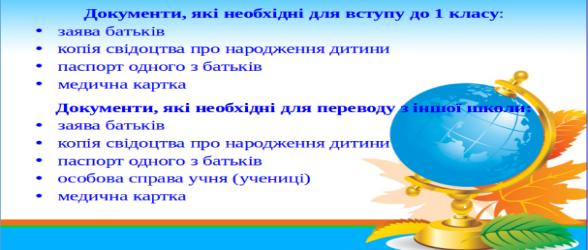 Документи, які необхідні для вступу до 1 класу:
• заява батьків
• копія свідоцтва про народження дитини
• паспорт одного з батьків
• медична картка
Документи, які необхідні для переводу з іншої школи:
• заява батьків
• копія свідоцтва про народження дитини
• паспорт одного з батьків
• особова справа учня (учениці)
• медична картка